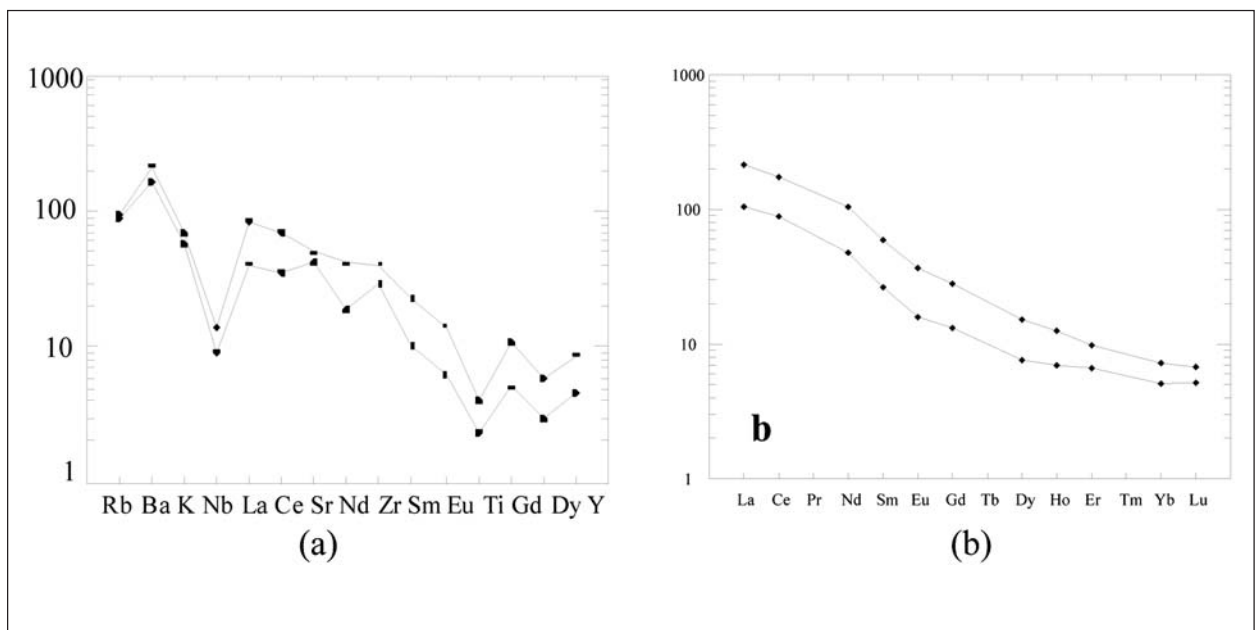 1000
100
10
1
Rb Ba K Nb La Ce Sr Nd Zr Sm Eu Ti Gd Dy Y
(a)
1000
100
10
1
b
La Ce Pr Nd Sm Eu Gd Tb Dy Ho Er Tm Yb Lu
(b)